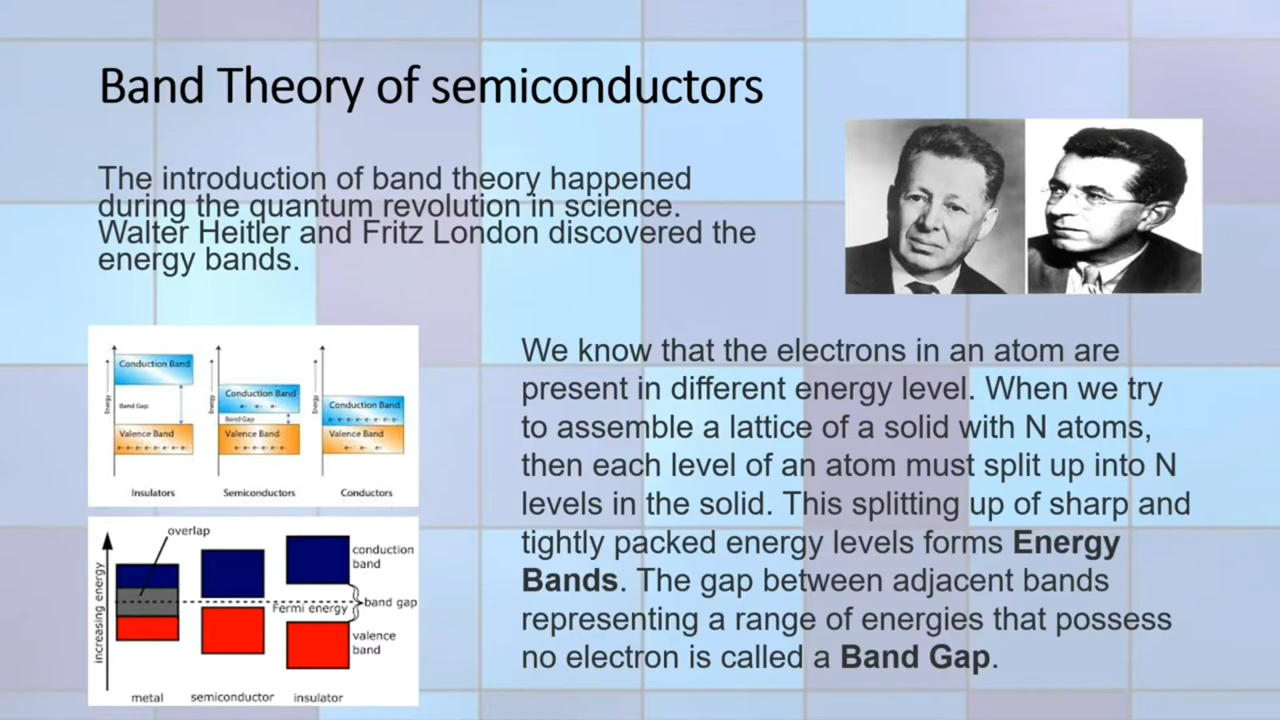 Band Theory of semiconductors
The introduction of band theory happened
during the quantum revolution in science.
Walter Heitler and Fritz London discovered the
energy bands.
Energy
Conduction Band
Band Gap
Valence Band
e- e- e- e- e- e- e-
Insulators
Energy
Conduction Band
e- e- e-
Band Gap
Valence Band
e- e- e- e- e-
Semiconductors
Energy
Conduction Band
e- e- e- e- e- e- e-
Valence Band
e- e- e-
Conductors
overlap
increasing energy
conduction
band
Fermi energy
band gap
valence
band
metal
semiconductor
insulator
We know that the electrons in an atom are
present in different energy level. When we try
to assemble a lattice of a solid with N atoms,
then each level of an atom must split up into N
levels in the solid. This splitting up of sharp and
tightly packed energy levels forms Energy
Bands. The gap between adjacent bands
representing a range of energies that possess
no electron is called a Band Gap.